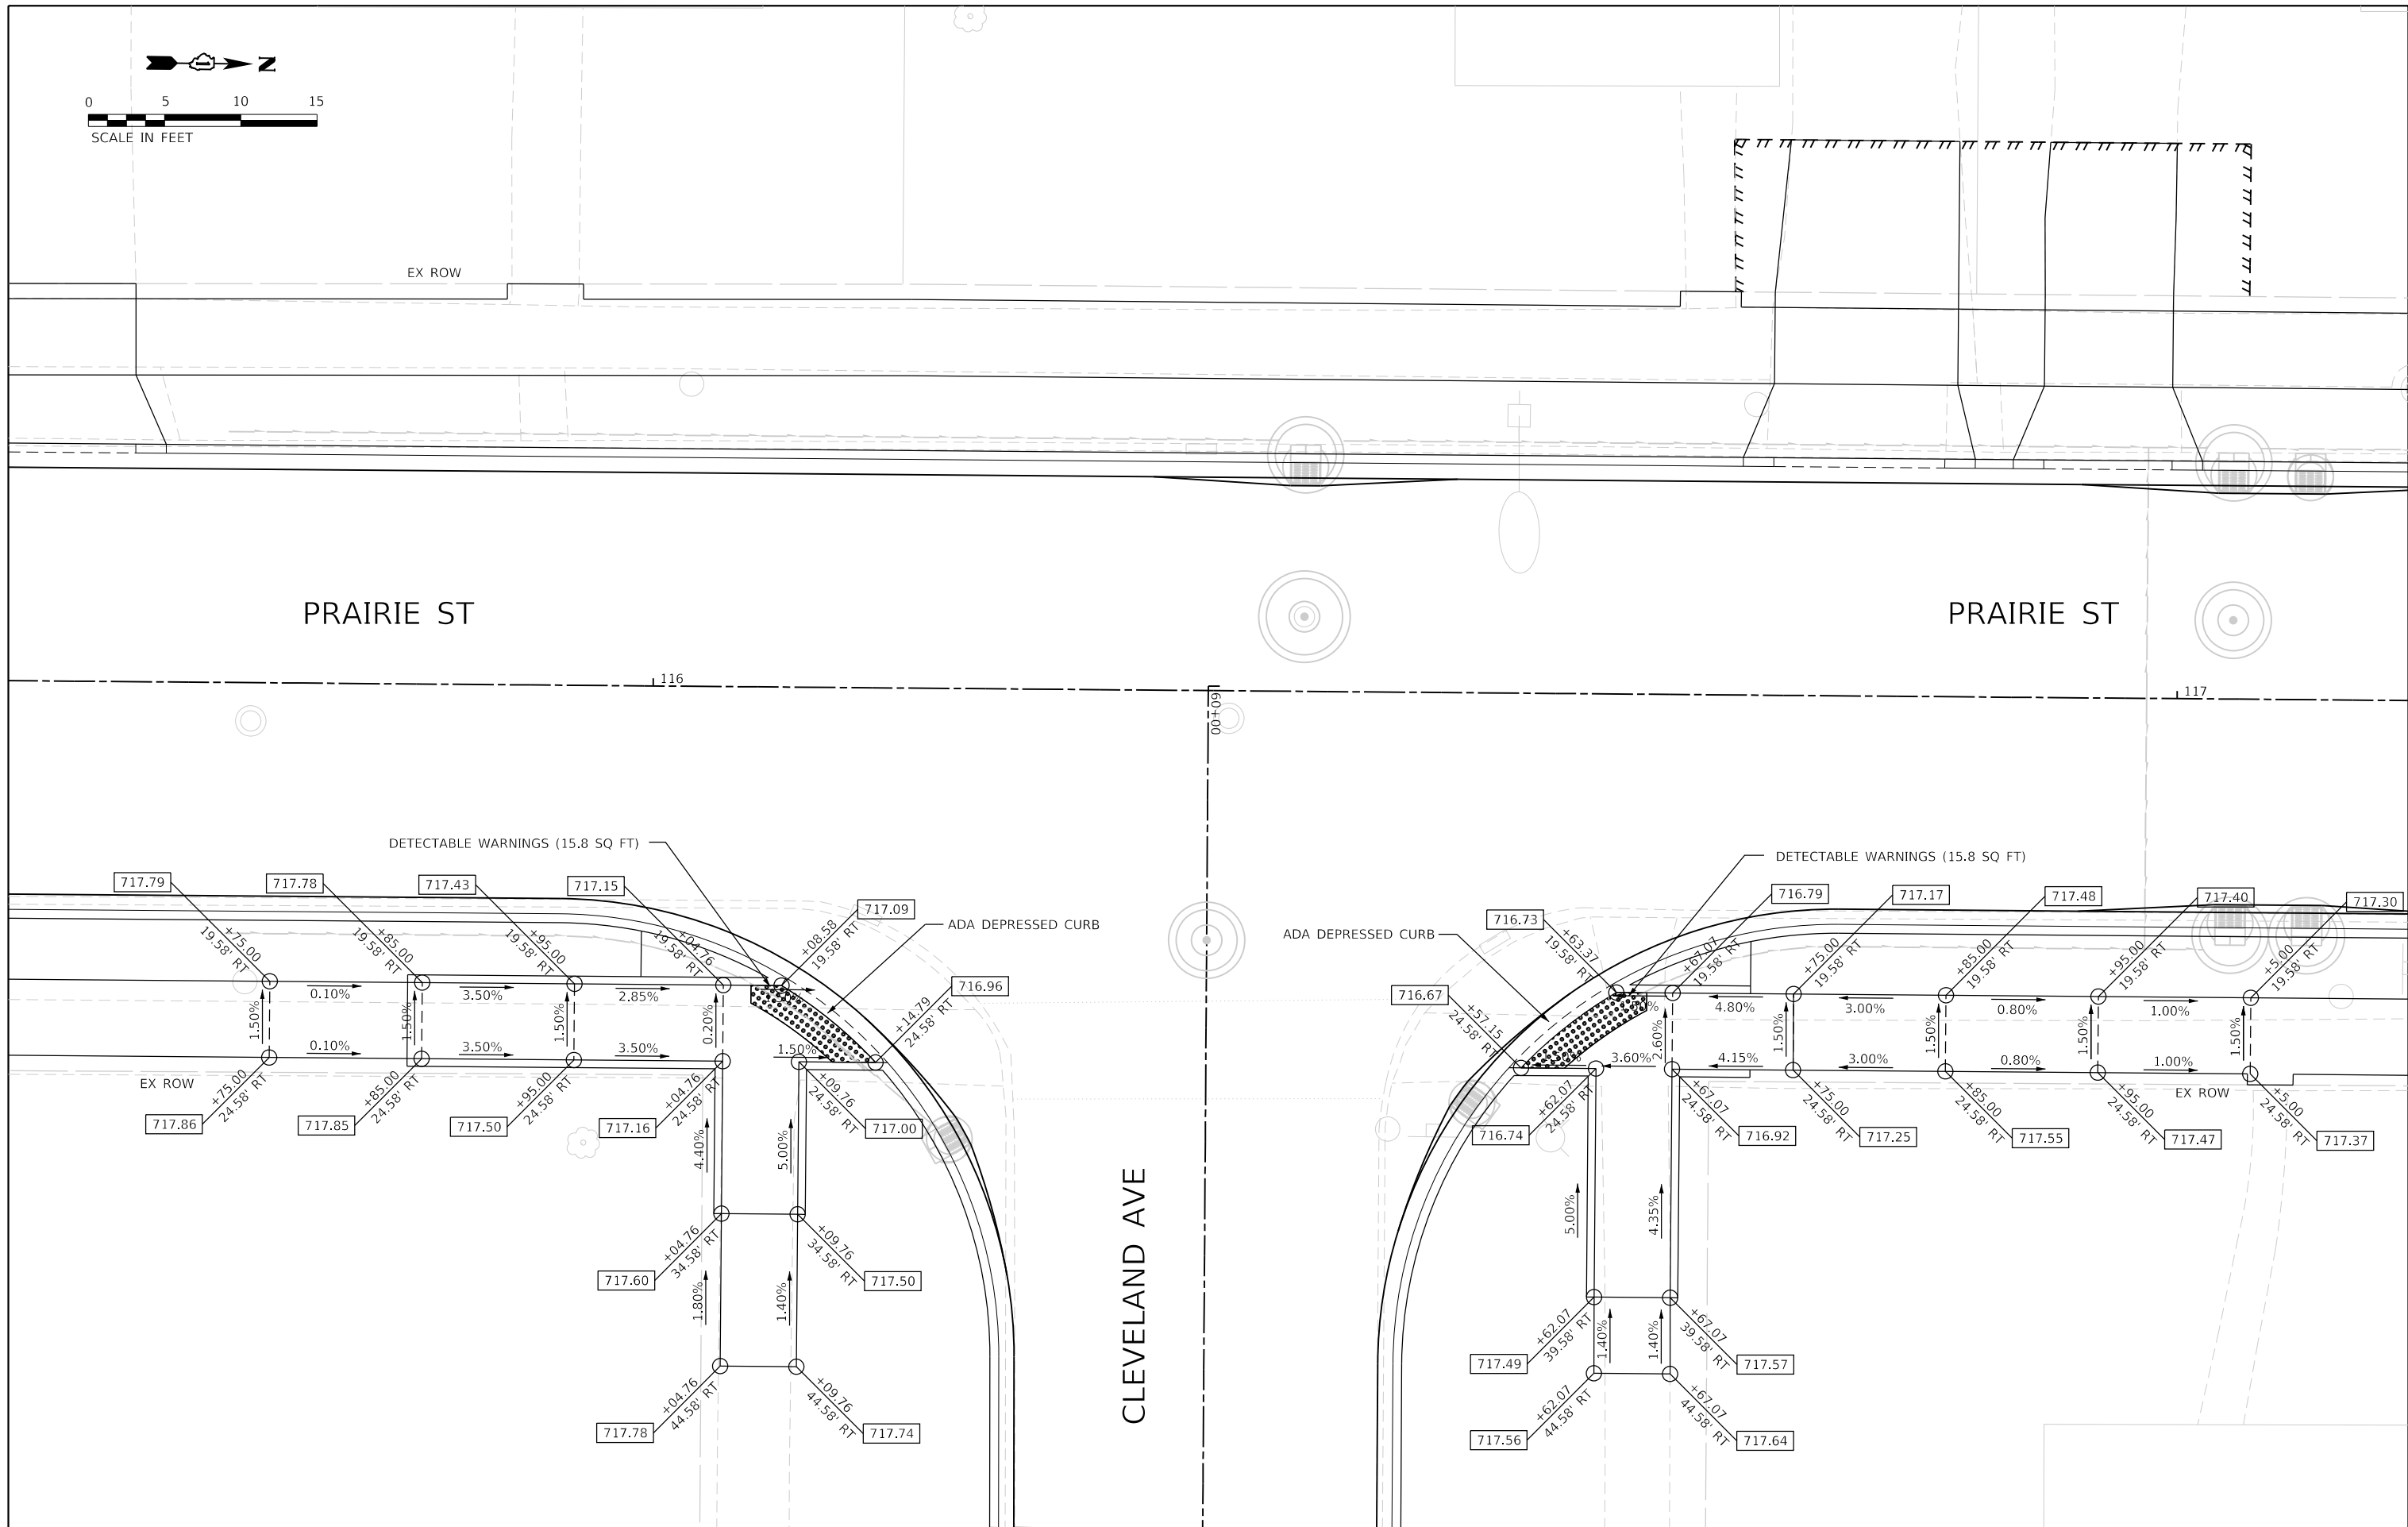 N
0 5 10 15
SCALE IN FEET
EX ROW
PRAIRIE ST
PRAIRIE ST
116
117
160+00
DETECTABLE WARNINGS (15.8 SQ FT)
DETECTABLE WARNINGS (15.8 SQ FT)
717.79
+75.00
19.58' RT
717.78
+85.00
19.58' RT
717.43
+95.00
19.58' RT
717.15
+04.76
19.58' RT
717.09
+08.58
19.58' RT
ADA DEPRESSED CURB
716.96
+14.79
24.58' RT
0.10%
3.50%
2.85%
1.50%
1.50%
1.50%
0.20%
0.10%
3.50%
3.50%
1.50%
EX ROW
717.86
+75.00
24.58' RT
717.85
+85.00
24.58' RT
717.50
+95.00
24.58' RT
717.16
+04.76
24.58' RT
717.00
+09.76
24.58' RT
4.40%
5.00%
717.60
+04.76
34.58' RT
717.50
+09.76
34.58' RT
1.80%
1.40%
717.78
+04.76
44.58' RT
717.74
+09.76
44.58' RT
CLEVELAND AVE
ADA DEPRESSED CURB
716.73
+63.37
19.58' RT
716.67
+57.15
24.58' RT
716.79
+67.07
19.58' RT
717.17
+75.00
19.58' RT
717.48
+85.00
19.58' RT
717.40
+95.00
19.58' RT
717.30
+5.00
19.58' RT
4.80%
3.00%
0.80%
1.00%
2.60%
1.50%
1.50%
1.50%
1.50%
3.60%
4.15%
3.00%
0.80%
1.00%
EX ROW
716.74
+62.07
24.58' RT
716.92
+67.07
24.58' RT
717.25
+75.00
24.58' RT
717.55
+85.00
24.58' RT
717.47
+95.00
24.58' RT
717.37
+5.00
24.58' RT
5.00%
4.35%
717.49
+62.07
39.58' RT
717.57
+67.07
39.58' RT
1.40%
1.40%
717.56
+62.07
44.58' RT
717.64
+67.07
44.58' RT